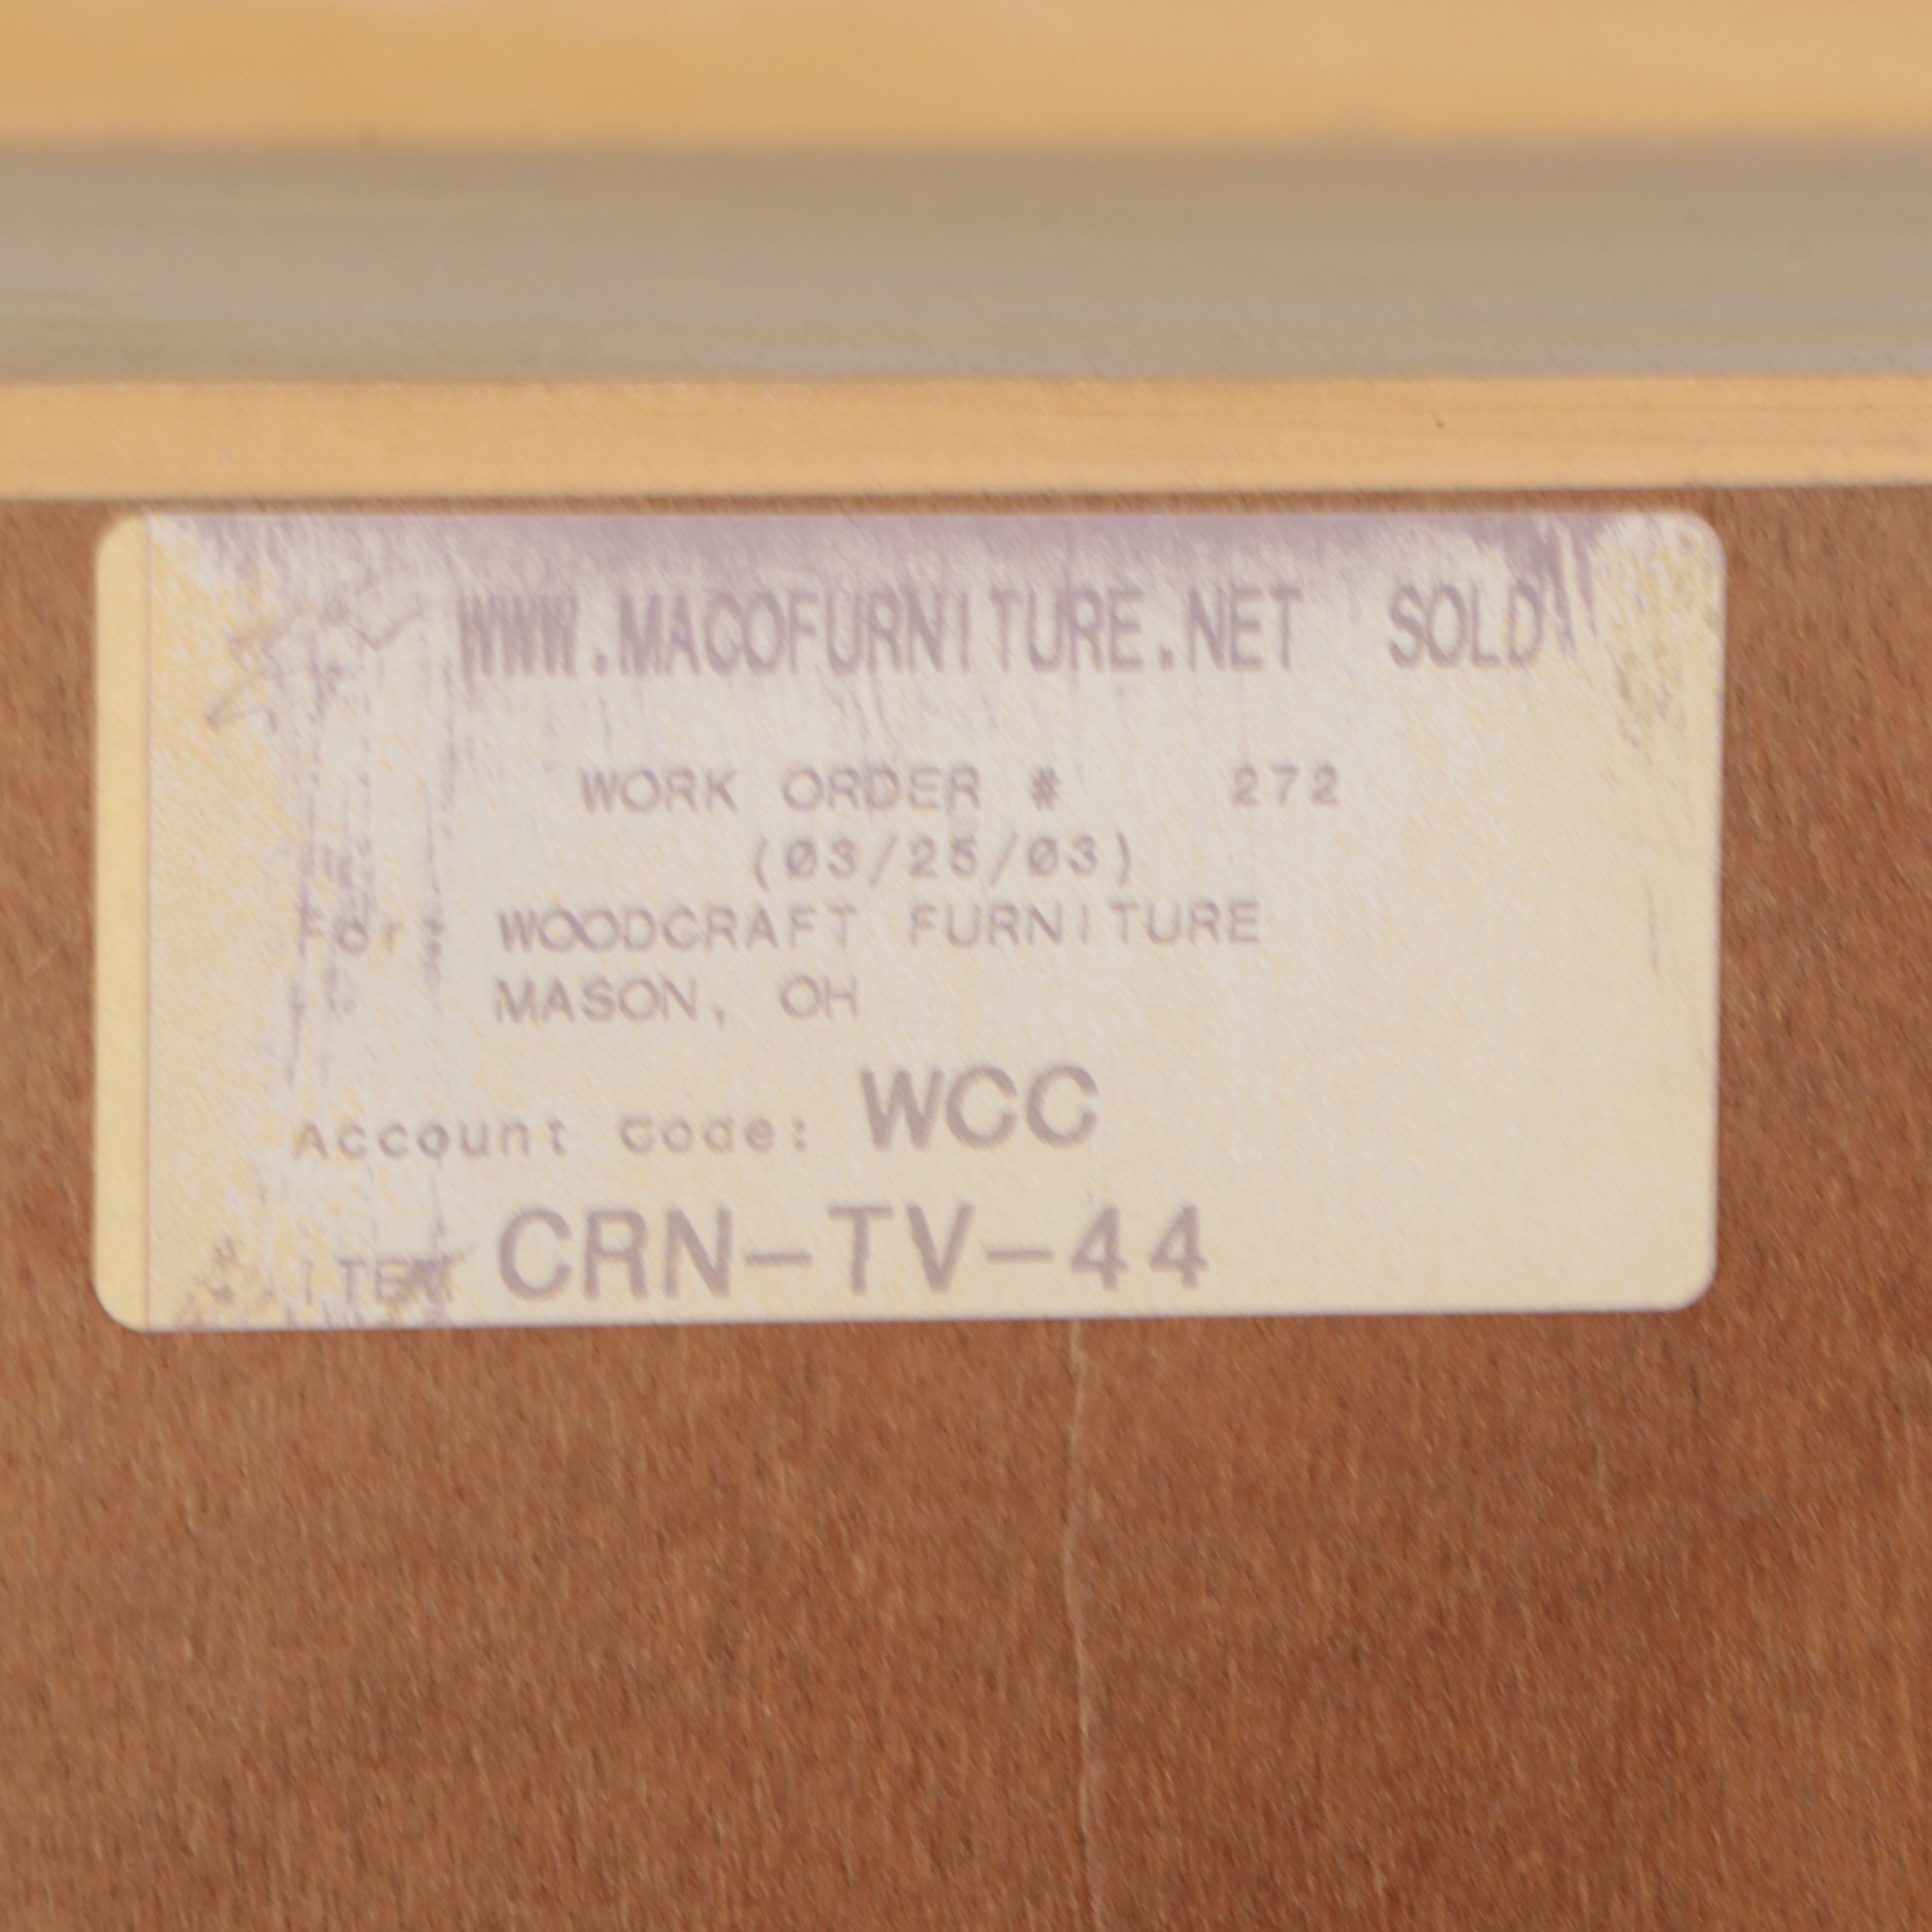 WWW.MACOFURNITURE.NET SOLD
WORK ORDER # 272
(03/25/03)
For: WOODCRAFT FURNITURE
MASON, OH
Account Code: WCC
ITEM CRN-TV-44